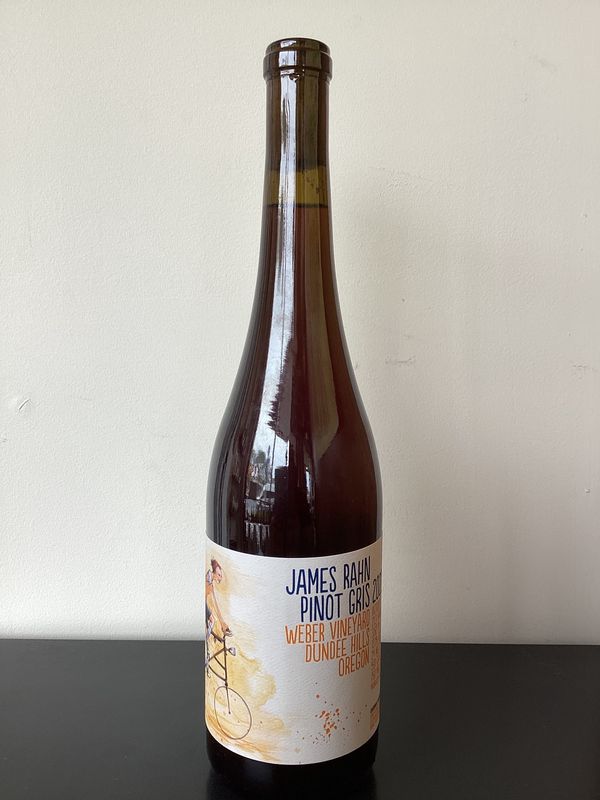 JAMES RAHN
PINOT GRIS
WEBER VINEYARD
DUNDEE HILLS
OREGON